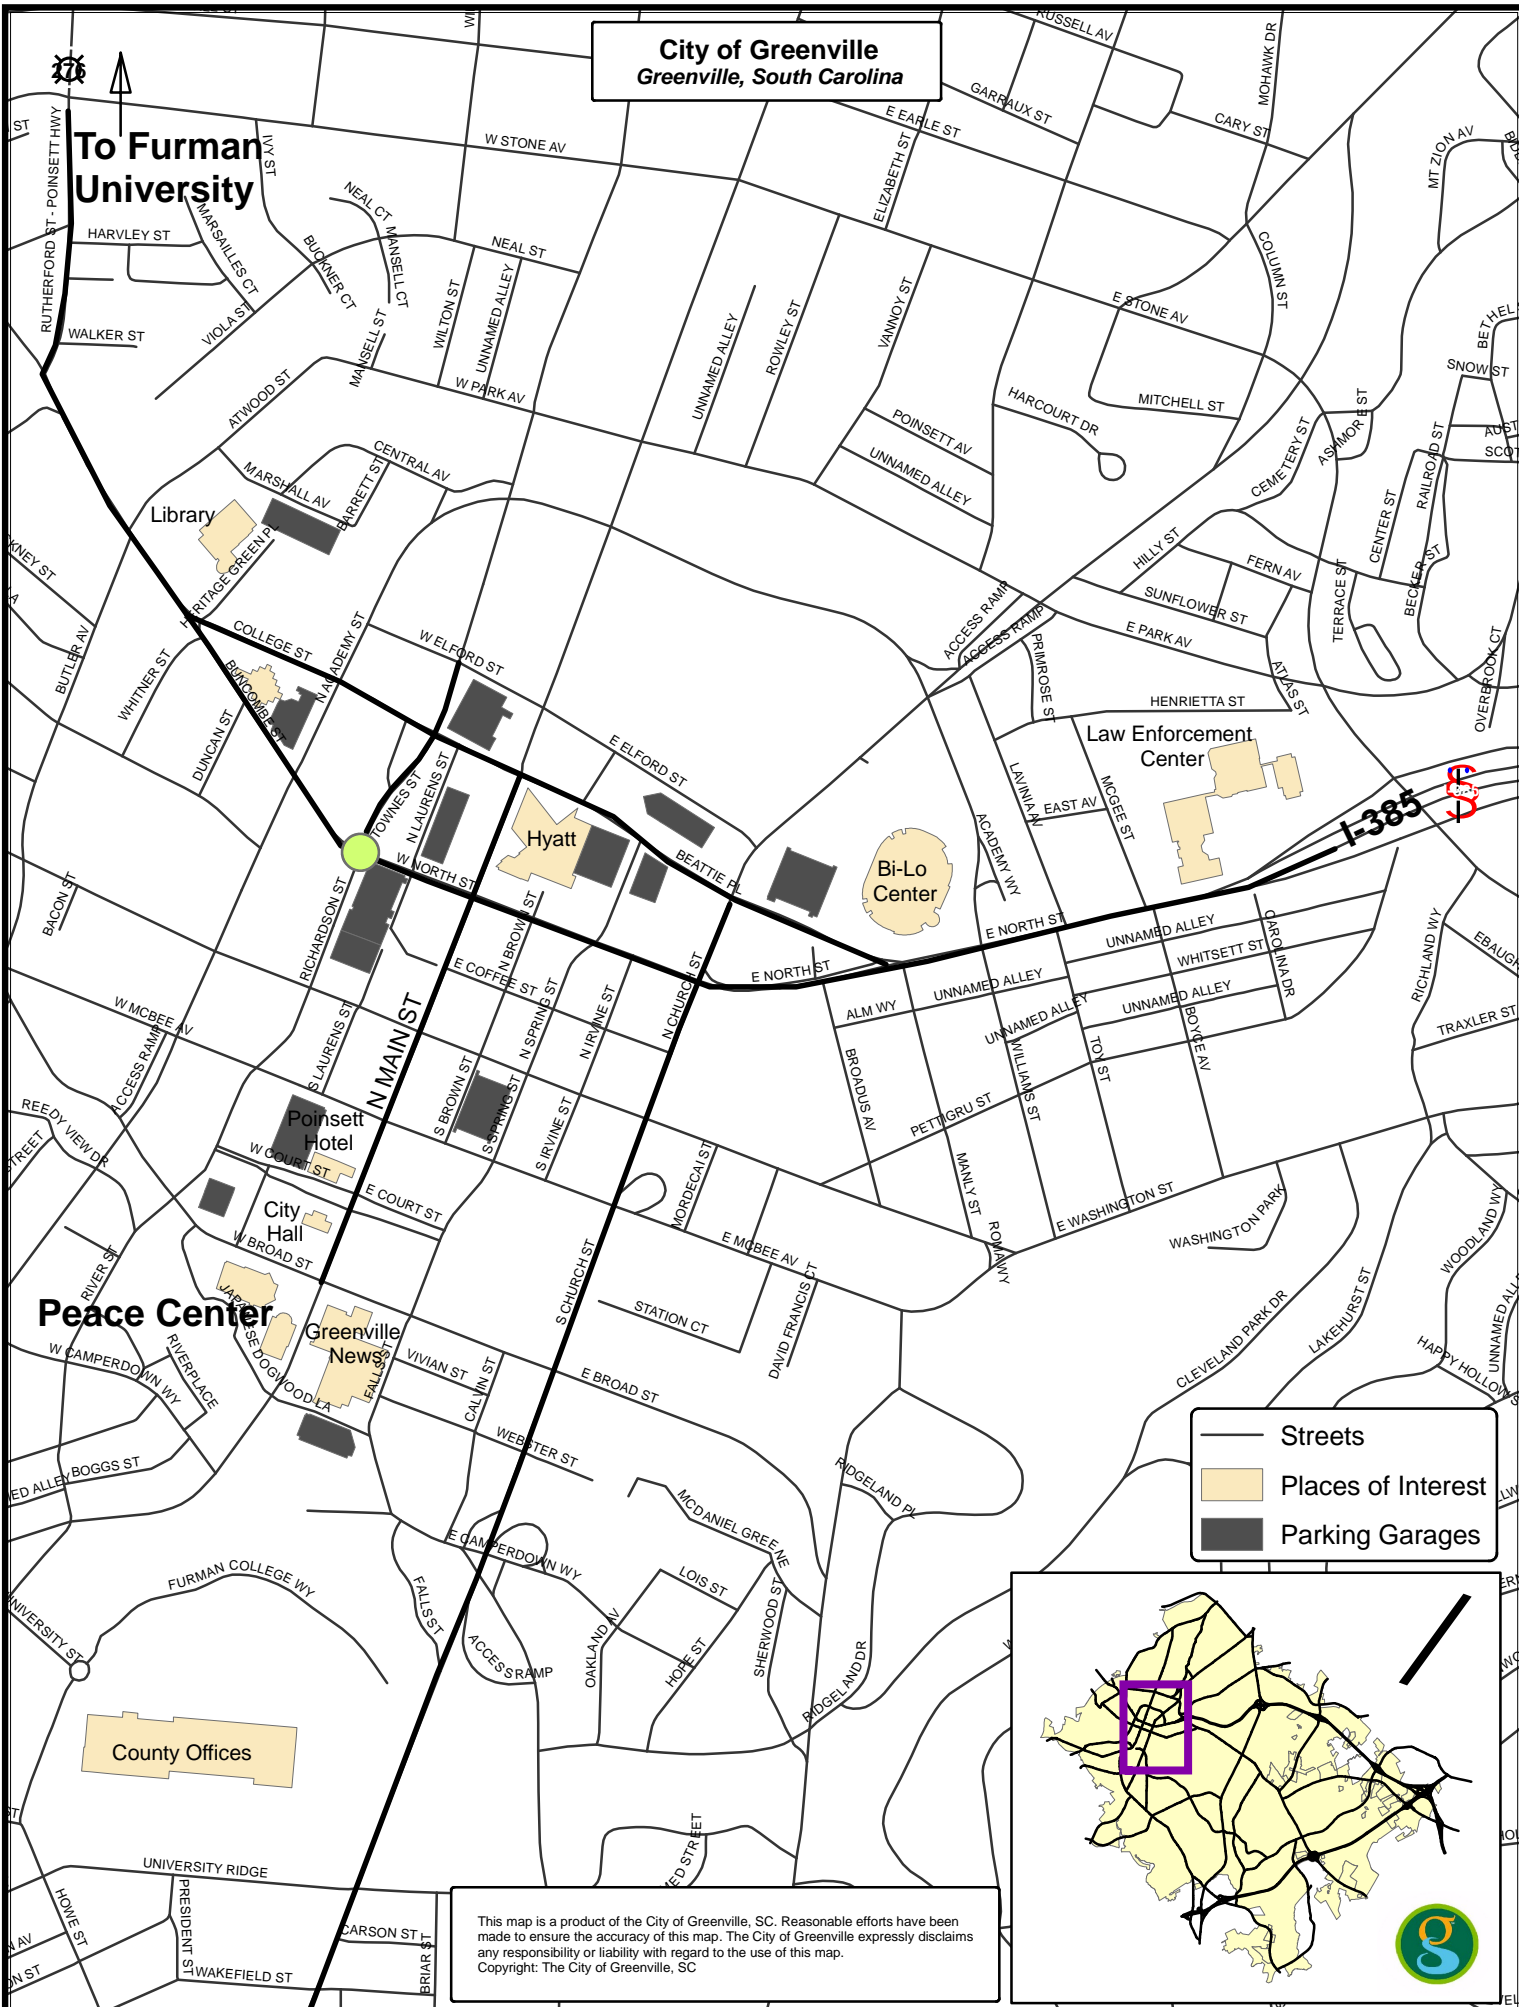 City of Greenville
Greenville, South Carolina
276
To Furman
University
RUTHERFORD ST - POINSETT HWY
IVY ST
W STONE AV
E EARLE ST
GARRAUX ST
RUSSELL AV
MOHAWK DR
CARY ST
MT ZION AV
ELIZABETH ST
HARVLEY ST
MARSAILLES CT
NEAL CT
MANSELL CT
BUCKNER CT
NEAL ST
COLUMN ST
WALKER ST
VIOLA ST
MANSELL ST
WILTON ST
UNNAMED ALLEY
UNNAMED ALLEY
ROWLEY ST
VANNOY ST
E STONE AV
SNOW ST
ATWOOD ST
W PARK AV
POINSETT AV
UNNAMED ALLEY
HARCOURT DR
MITCHELL ST
CEMETERY ST
ASHMORE ST
RAILROAD ST
CENTER ST
CENTRAL AV
MARSHALL AV
BARRETT ST
Library
HERITAGE GREEN PL
HILLY ST
FERN AV
SUNFLOWER ST
TERRACE ST
BECKER ST
ACCESS RAMP
ACCESS RAMP
E PARK AV
BUTLER AV
WHITNER ST
COLLEGE ST
BUNCOMBE ST
N ACADEMY ST
W ELFORD ST
PRIMROSE ST
ATLAS ST
HENRIETTA ST
OVERBROOK CT
DUNCAN ST
E ELFORD ST
Law Enforcement
Center
TOWNES ST
N LAURENS ST
LAVINIA AV
EAST AV
MCGEE ST
I-385
Hyatt
W NORTH ST
BEATTIE PL
Bi-Lo
Center
ACADEMY WY
BACON ST
RICHARDSON ST
N BROWN ST
E NORTH ST
E NORTH ST
UNNAMED ALLEY
CAROLINA DR
WHITSETT ST
RICHLAND WY
E COFFEE ST
N SPRING ST
N IRVINE ST
N CHURCH ST
ALM WY
UNNAMED ALLEY
UNNAMED ALLEY
UNNAMED ALLEY
TRAXLER ST
W MCBEE AV
ACCESS RAMP
S LAURENS ST
N MAIN ST
BROADUS AV
WILLIAMS ST
TOY ST
BOYCE AV
REEDY VIEW DR
STREET
Poinsett
Hotel
S BROWN ST
S SPRING ST
S IRVINE ST
PETTIGRU ST
W COURT ST
E COURT ST
MORDECAI ST
MANLY ST
ROMA WY
E WASHINGTON ST
WASHINGTON PARK
WOODLAND WY
City
Hall
W BROAD ST
RIVER ST
E MCBEE AV
S CHURCH ST
STATION CT
DAVID FRANCIS CT
CLEVELAND PARK DR
LAKEHURST ST
Peace Center
JAPANESE DOGWOOD LA
Greenville
News
FALLS ST
VIVIAN ST
CALVIN ST
E BROAD ST
W CAMPERDOWN WY
RIVERPLACE
WEBSTER ST
BOGGS ST
RIDGELAND PL
MCDANIEL GREENE
Streets
Places of Interest
Parking Garages
E CAMPERDOWN WY
FURMAN COLLEGE WY
FALLS ST
ACCESS RAMP
LOIS ST
OAKLAND AV
HOPE ST
SHERWOOD ST
RIDGELAND DR
County Offices
UNIVERSITY RIDGE
HOWE ST
PRESIDENT ST
WAKEFIELD ST
CARSON ST
BRIAR ST
This map is a product of the City of Greenville, SC. Reasonable efforts have been
made to ensure the accuracy of this map. The City of Greenville expressly disclaims
any responsibility or liability with regard to the use of this map.
Copyright: The City of Greenville, SC
g